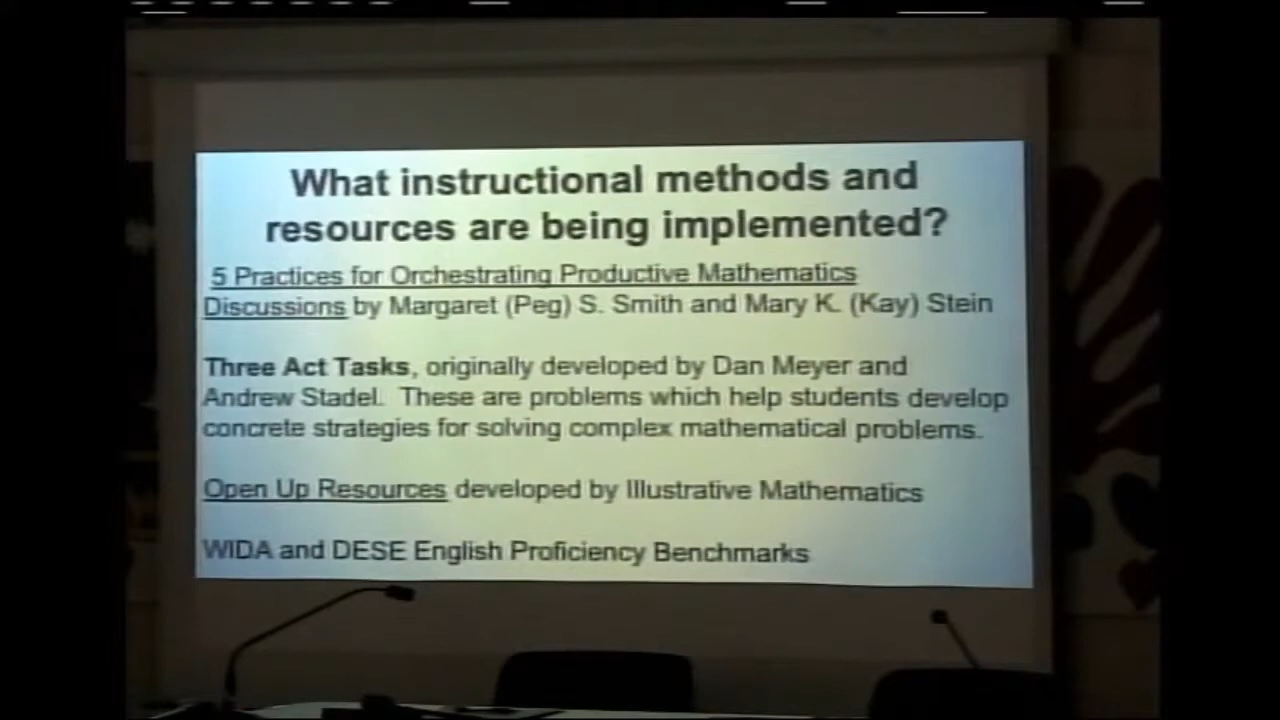 What instructional methods and
resources are being implemented?
5 Practices for Orchestrating Productive Mathematics
Discussions by Margaret (Peg) S. Smith and Mary K. (Kay) Stein
Three Act Tasks, originally developed by Dan Meyer and
Andrew Stadel. These are problems which help students develop
concrete strategies for solving complex mathematical problems.
Open Up Resources developed by Illustrative Mathematics
WIDA and DESE English Proficiency Benchmarks